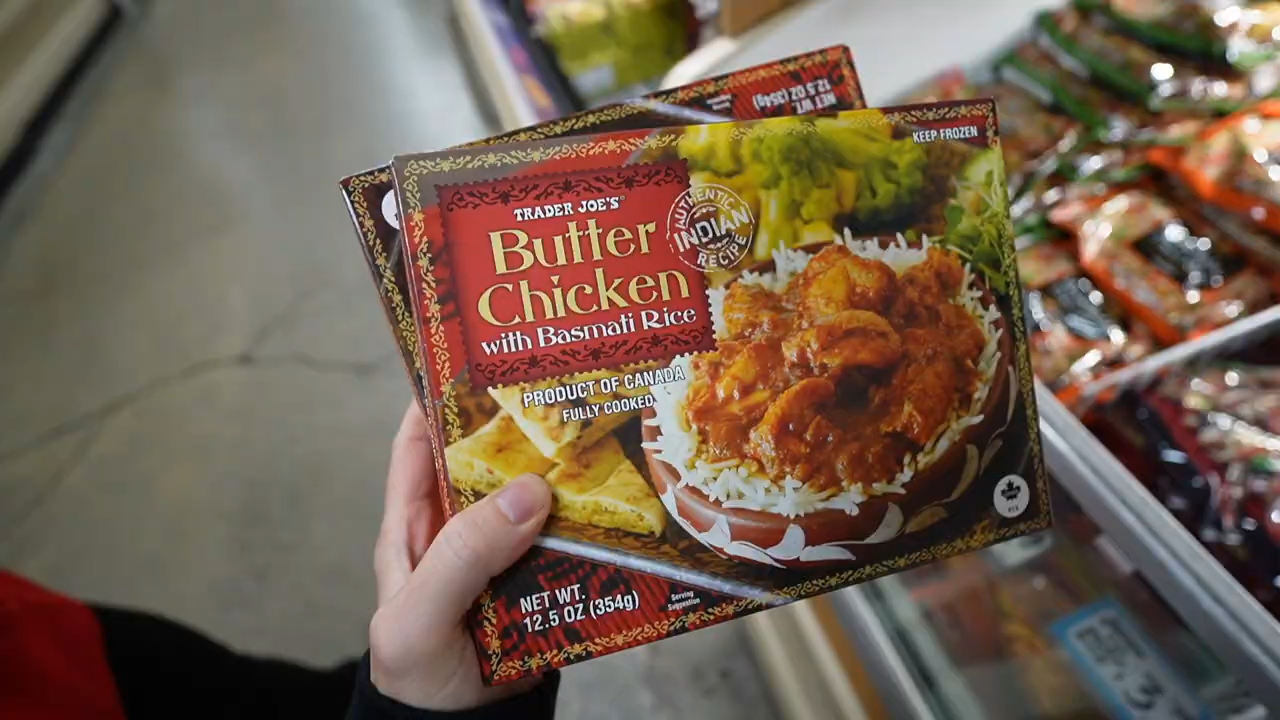 NET WT.
12.5 OZ (354g)
KEEP FROZEN
TRADER JOE'S®
Butter
Chicken
with Basmati Rice
AUTHENTIC
INDIAN
RECIPE
PRODUCT OF CANADA
FULLY COOKED
NET WT.
12.5 OZ (354g)
Serving
Suggestion